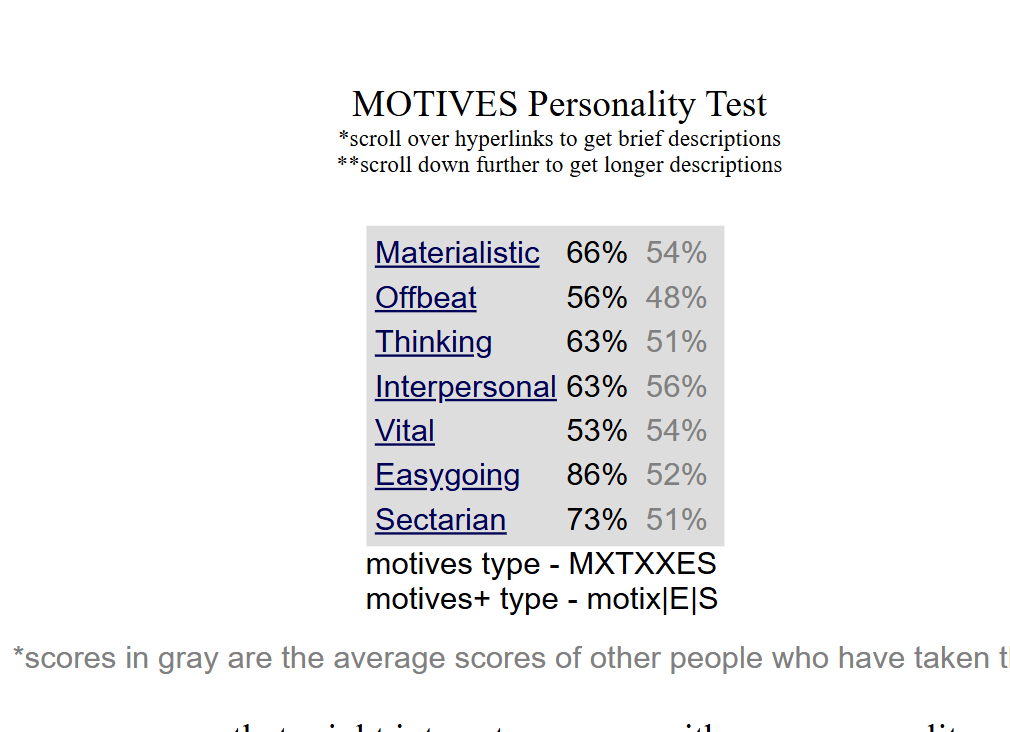 MOTIVES Personality Test
*scroll over hyperlinks to get brief descriptions
**scroll down further to get longer descriptions
Materialistic 66% 54%
Offbeat 56% 48%
Thinking 63% 51%
Interpersonal 63% 56%
Vital 53% 54%
Easygoing 86% 52%
Sectarian 73% 51%
motives type - MXTXXES
motives+ type - motix|E|S
*scores in gray are the average scores of other people who have taken